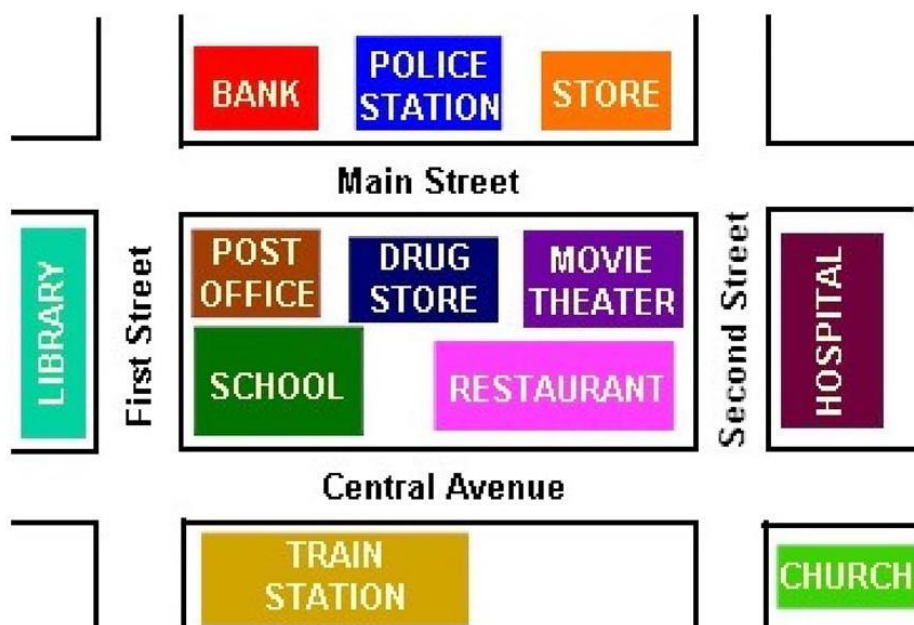 BANK
POLICE
STATION
STORE
Main Street
LIBRARY
First Street
POST
OFFICE
DRUG
STORE
MOVIE
THEATER
SCHOOL
RESTAURANT
Second Street
HOSPITAL
Central Avenue
TRAIN
STATION
CHURCH